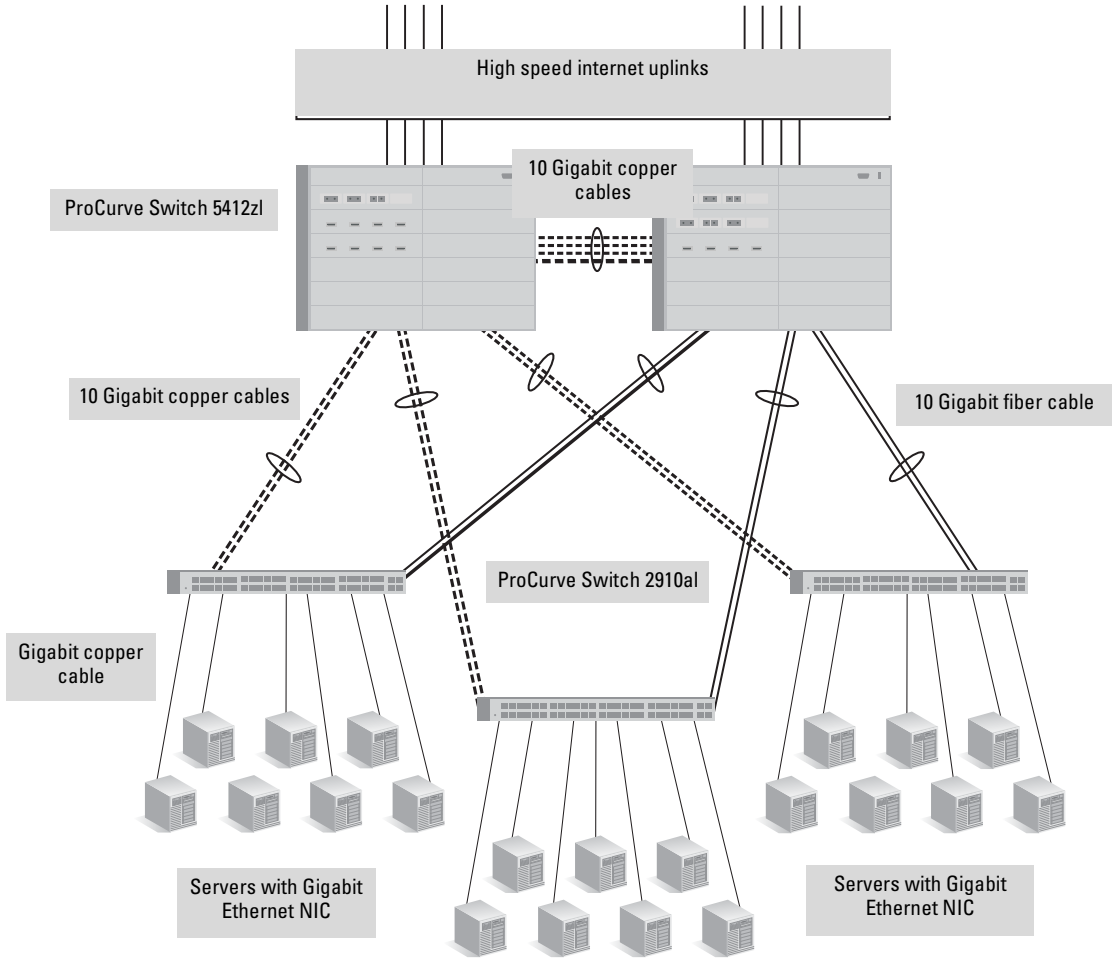 High speed internet uplinks
10 Gigabit copper
cables
ProCurve Switch 5412zl
10 Gigabit copper cables
10 Gigabit fiber cable
ProCurve Switch 2910al
Gigabit copper
cable
Servers with Gigabit
Ethernet NIC
Servers with Gigabit
Ethernet NIC